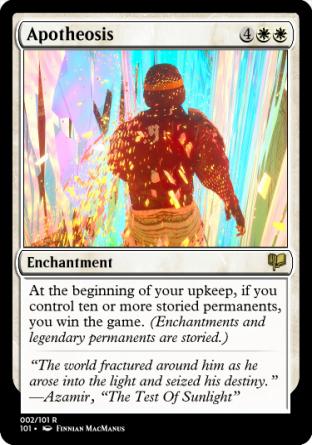 Apotheosis 4
Enchantment
At the beginning of your upkeep, if you
control ten or more storied permanents,
you win the game. (Enchantments and
legendary permanents are storied.)
“The world fractured around him as he
arose into the light and seized his destiny.”
—Azamir, “The Test Of Sunlight”
002/101 R
101 • Finnian MacManus